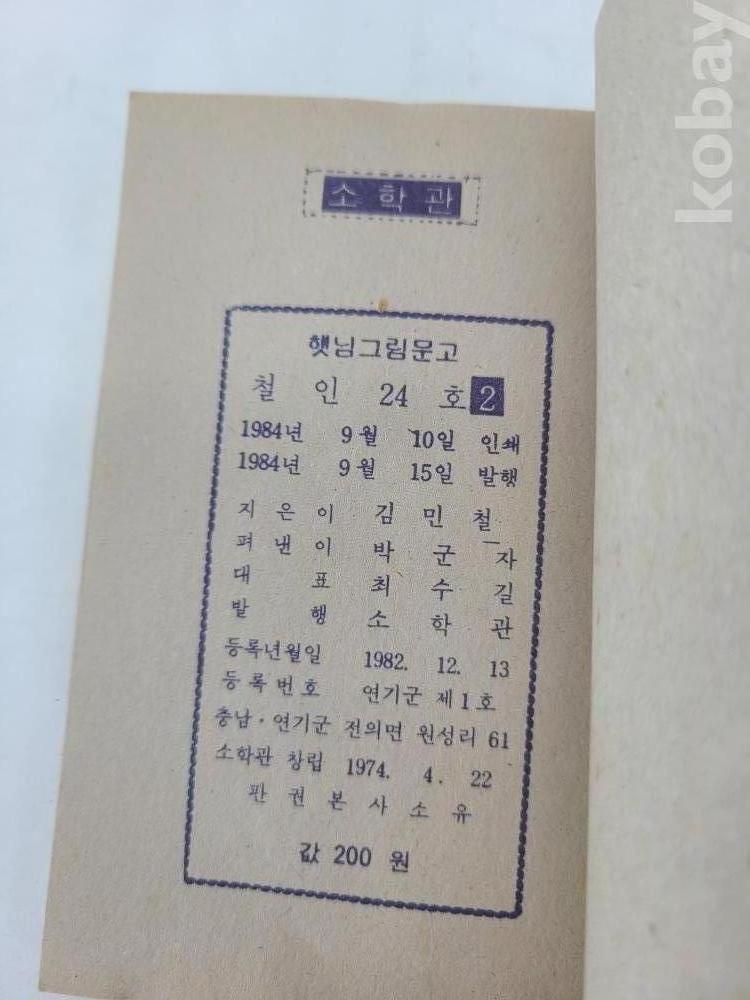 소학관
햇님그림문고
철 인 24 호 2
1984년 9월 10일 인쇄
1984년 9월 15일 발행
지은이 김 민 철
펴낸이 박 군 자
대 표 최 수 길
발 행 소 학 관
등록년월일 1982. 12. 13
등록번호 연기군 제1호
충남·연기군 전의면 원성리 61
소학관 창립 1974. 4. 22
판 권 본 사 소 유
값 200 원
kobay